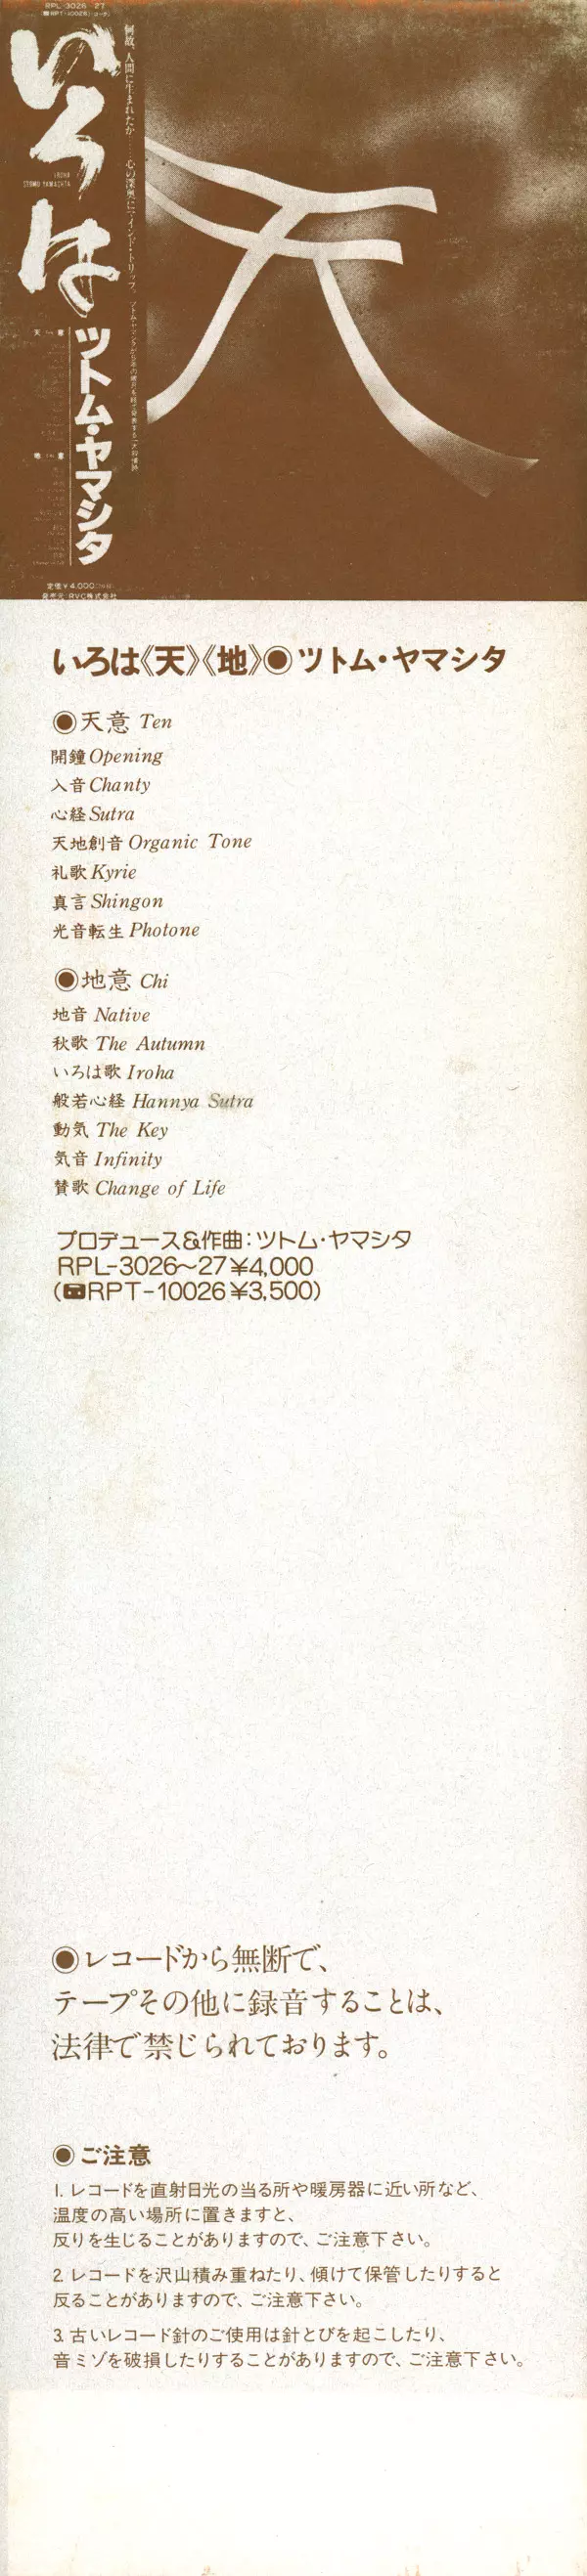 RPL-3026~27
いろは
IROHA
STOMU YAMASH'TA
何故、人間に生まれたか……心の深奥にマインド・トリップ。
天意
地意
ツトム・ヤマシタ
定価¥4,000
発売元:RVC株式会社
天
いろは《天》《地》◉ツトム・ヤマシタ
◉天意 Ten
開鐘 Opening
入音 Chanty
心経 Sutra
天地創音 Organic Tone
礼歌 Kyrie
真言 Shingon
光音転生 Photone
◉地意 Chi
地音 Native
秋歌 The Autumn
いろは歌 Iroha
般若心経 Hannya Sutra
動気 The Key
気音 Infinity
賛歌 Change of Life
プロデュース&作曲:ツトム・ヤマシタ
RPL-3026~27¥4,000
(RPT-10026¥3,500)
◉レコードから無断で、
テープその他に録音することは、
法律で禁じられております。
◉ご注意
1. レコードを直射日光の当る所や暖房器に近い所など、
温度の高い場所に置きますと、
反りを生じることがありますので、ご注意下さい。
2. レコードを沢山積み重ねたり、傾けて保管したりすると
反ることがありますので、ご注意下さい。
3. 古いレコード針のご使用は針とびを起こしたり、
音ミゾを破損したりすることがありますので、ご注意下さい。